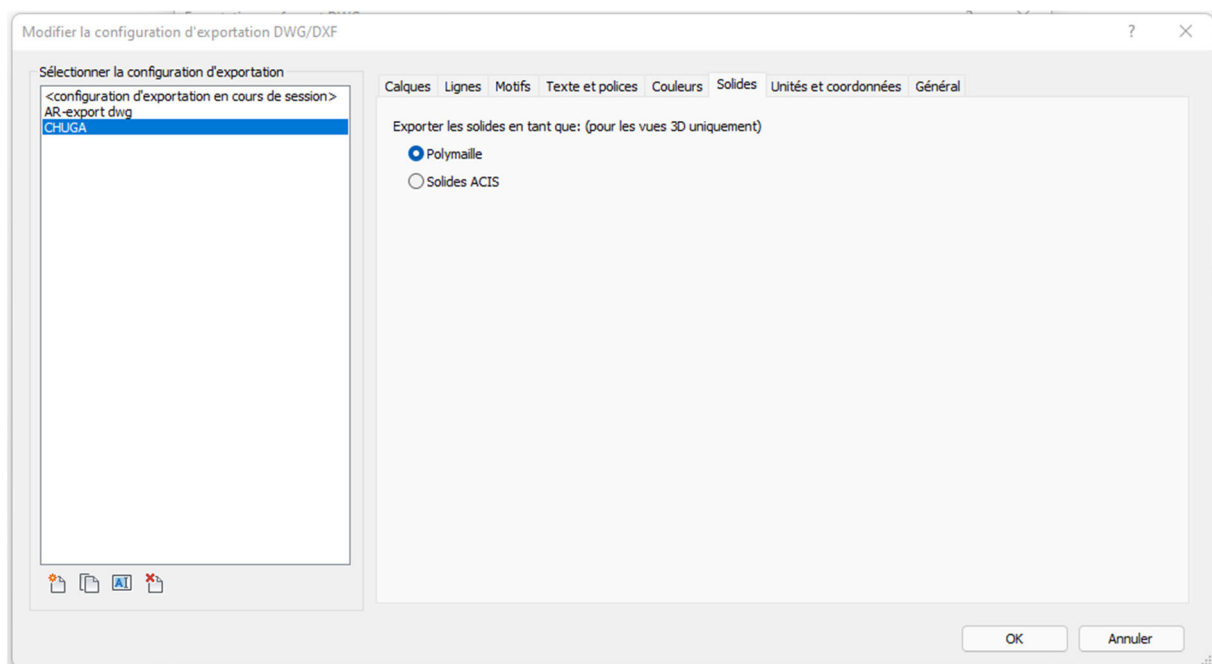 Modifier la configuration d'exportation DWG/DXF
?
Sélectionner la configuration d'exportation
<configuration d'exportation en cours de session>
AR-export dwg
CHUGA
Calques Lignes Motifs Texte et polices Couleurs Solides Unités et coordonnées Général
Exporter les solides en tant que: (pour les vues 3D uniquement)
Polymaille
Solides ACIS
AI
OK Annuler